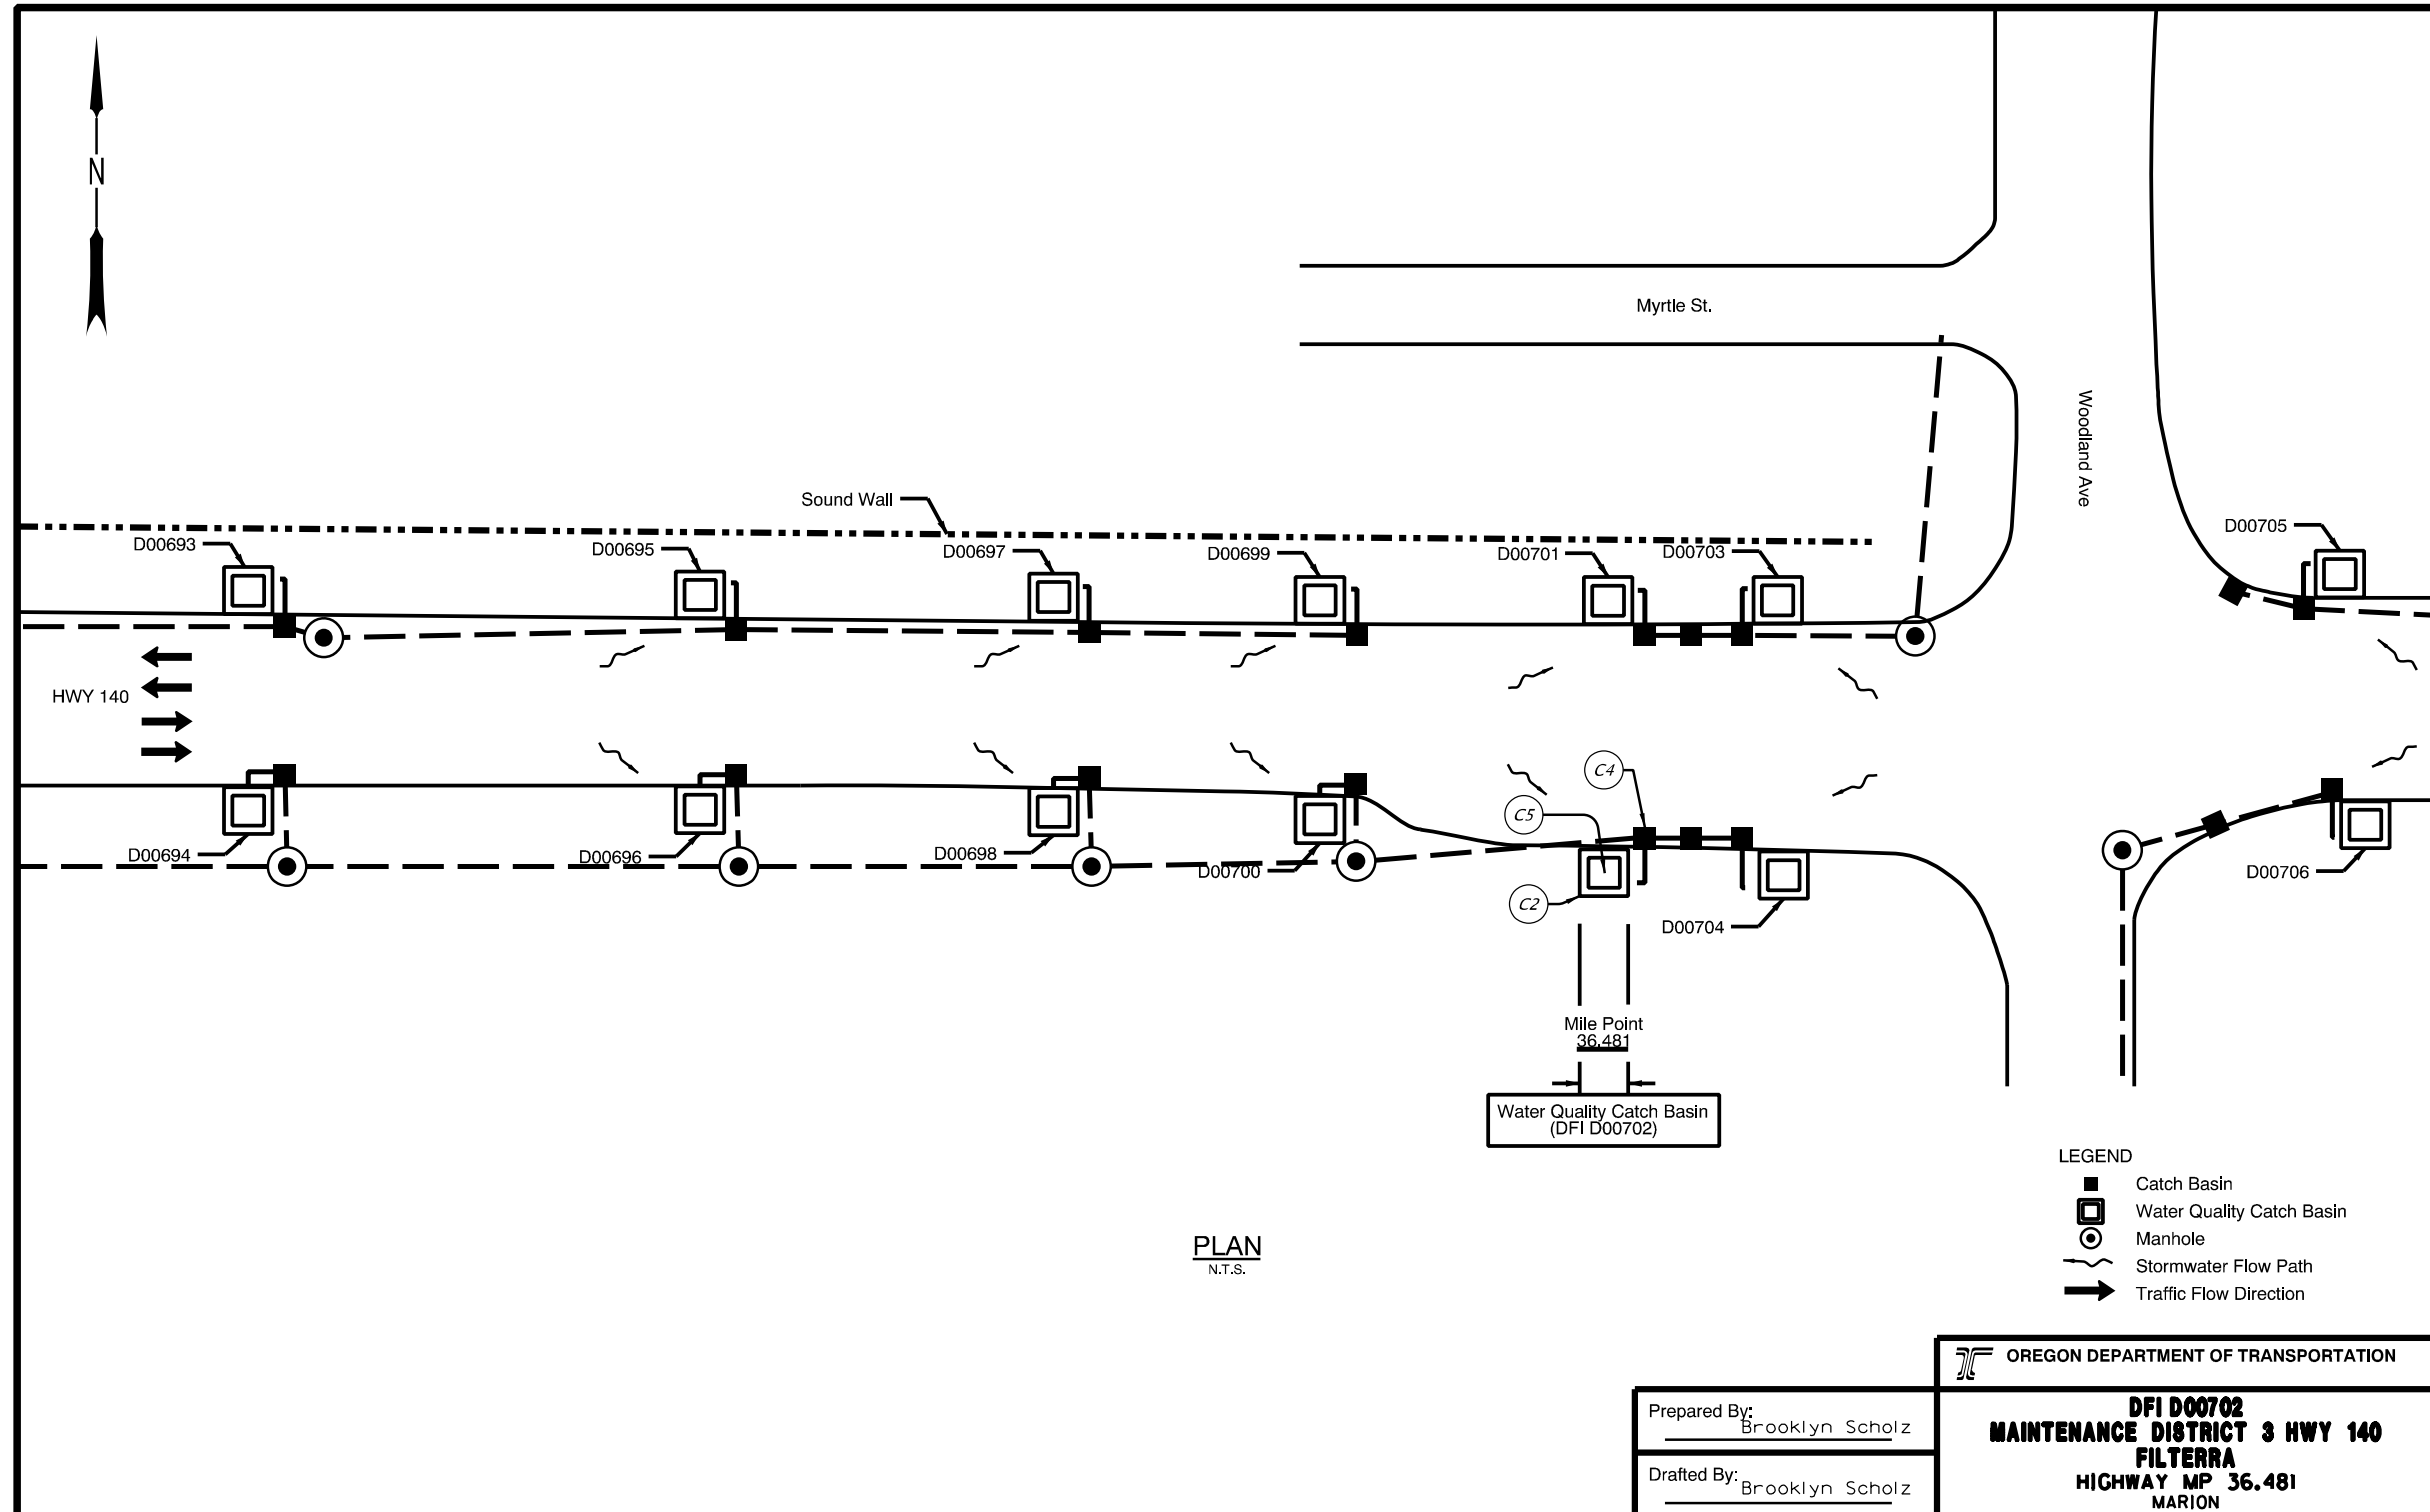 N
Myrtle St.
Woodland Ave
Sound Wall
D00693
D00695
D00697
D00699
D00701
D00703
D00705
HWY 140
C4
C5
C2
D00694
D00696
D00698
D00700
D00704
D00706
Mile Point
36.481
Water Quality Catch Basin
(DFI D00702)
LEGEND
Catch Basin
Water Quality Catch Basin
Manhole
Stormwater Flow Path
Traffic Flow Direction
PLAN
N.T.S.
OREGON DEPARTMENT OF TRANSPORTATION
Prepared By: Brooklyn Scholz
Drafted By: Brooklyn Scholz
DFI D00702
MAINTENANCE DISTRICT 3 HWY 140
FILTERRA
HIGHWAY MP 36.481
MARION